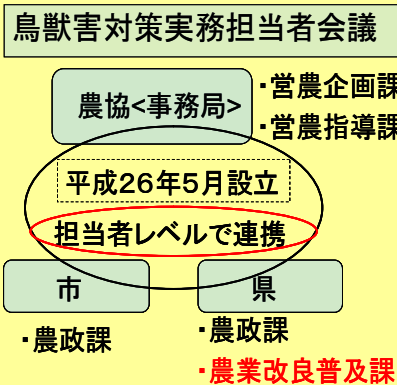 鳥獣害対策実務担当者会議
農協<事務局>
・営農企画課
・営農指導課
平成26年5月設立
担当者レベルで連携
市
県
・農政課
・農政課
・農業改良普及課